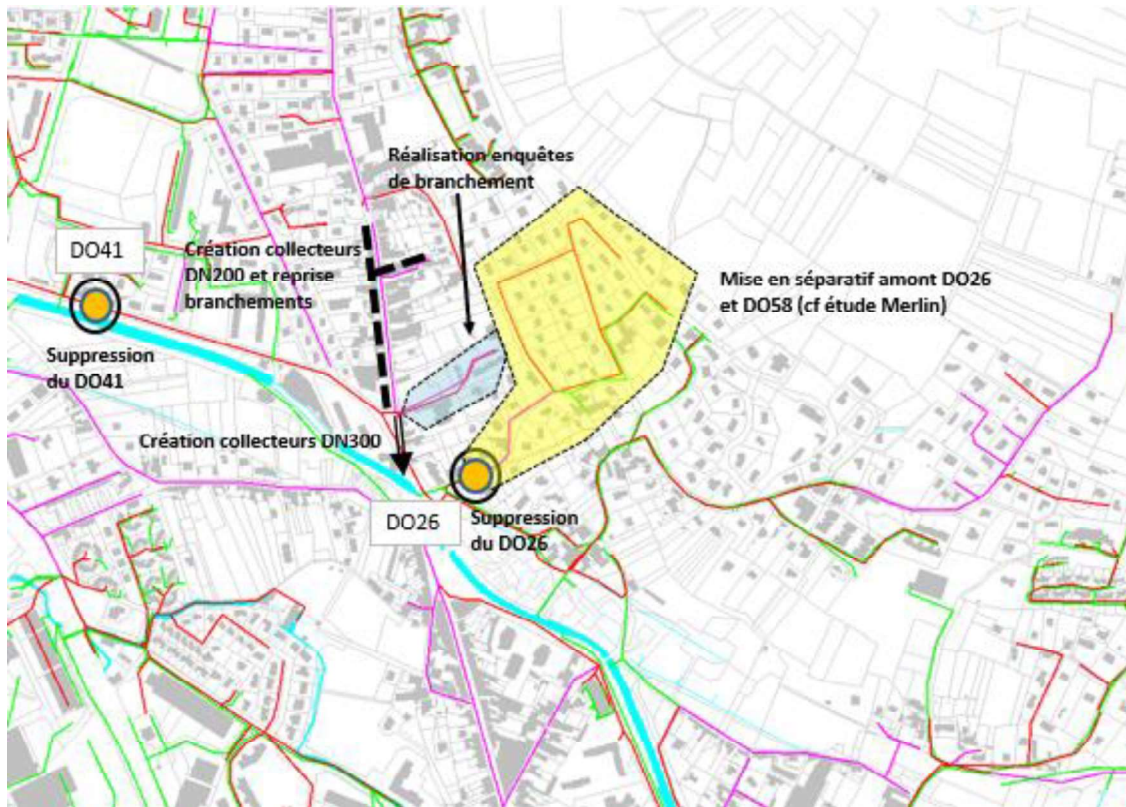 Réalisation enquêtes
de branchement
DO41
Création collecteurs
DN200 et reprise
branchements
Mise en séparatif amont DO26
et DO58 (cf étude Merlin)
Suppression
du DO41
Création collecteurs DN300
DO26
Suppression
du DO26